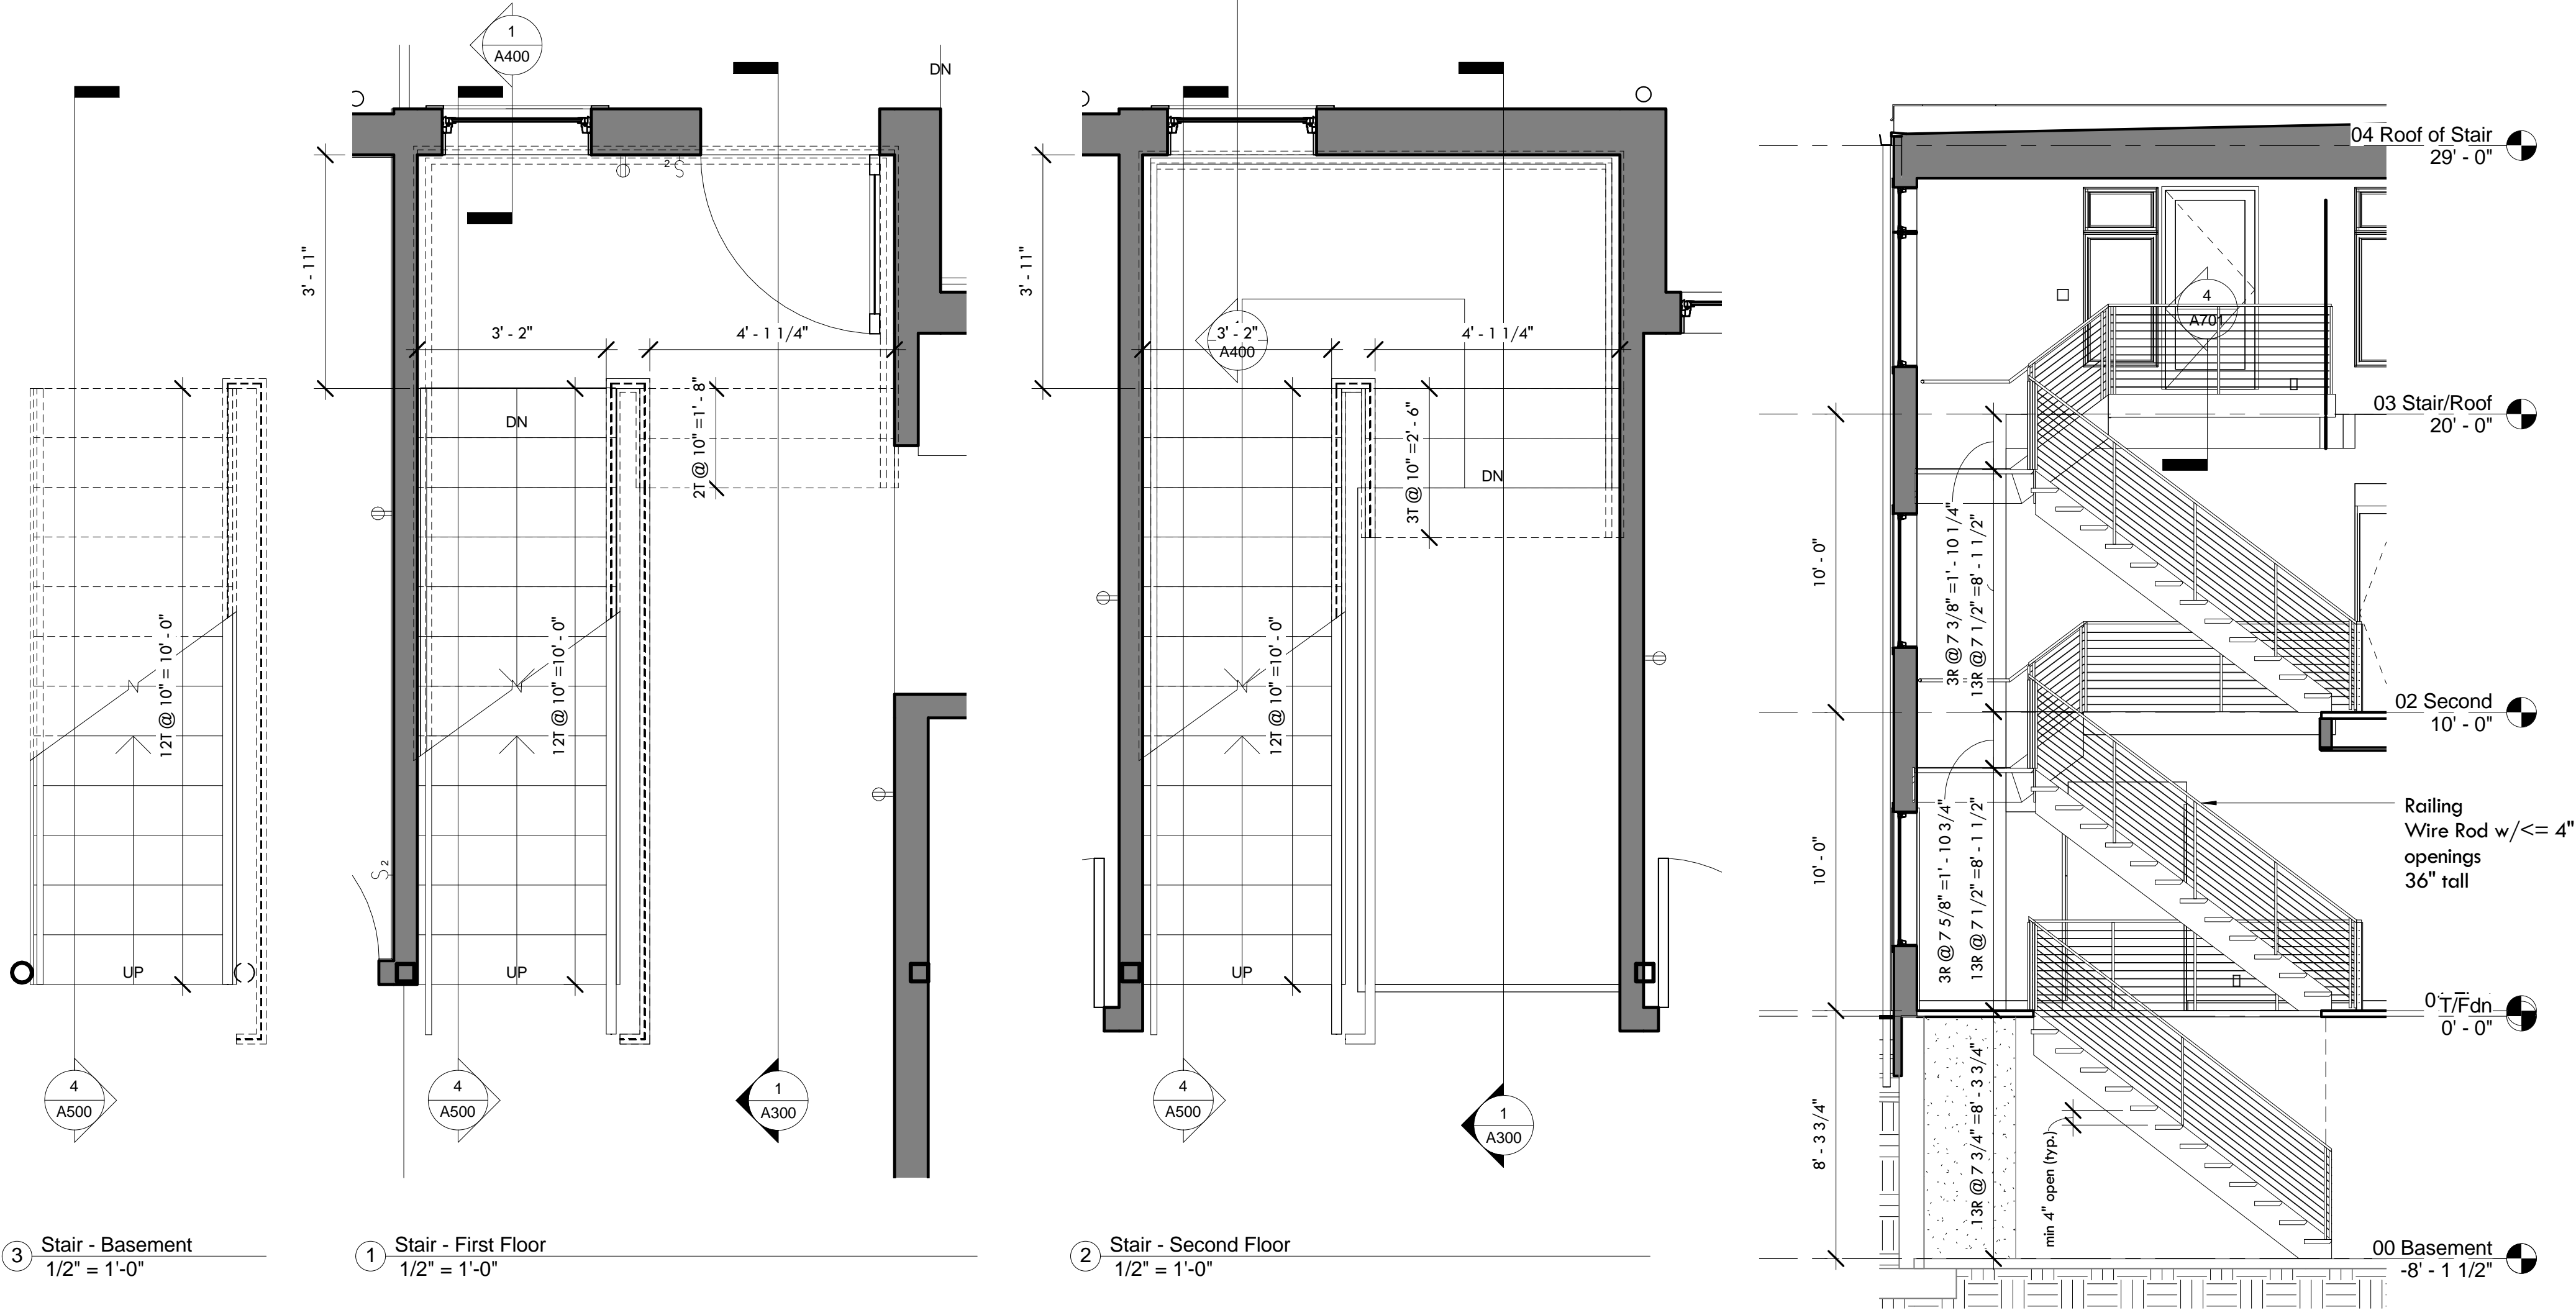 1
A400
DN
3' - 11"
3' - 2"
4' - 1 1/4"
2T @ 10" =1' - 8"
DN
12T @ 10" = 10' - 0"
12T @ 10" =10' - 0"
2
S
2
S
UP
UP
4
A500
4
A500
1
A300
3
Stair - Basement
1/2" = 1'-0"
1
Stair - First Floor
1/2" = 1'-0"
3' - 11"
3' - 2"
A400
4' - 1 1/4"
3T @ 10" =2' - 6"
DN
12T @ 10" =10' - 0"
UP
4
A500
1
A300
2
Stair - Second Floor
1/2" = 1'-0"
04 Roof of Stair
29' - 0"
4
A701
03 Stair/Roof
20' - 0"
10' - 0"
3R @ 7 3/8" =1' - 10 1/4"
13R @ 7 1/2" =8' - 1 1/2"
02 Second
10' - 0"
10' - 0"
3R @ 7 5/8" =1' - 10 3/4"
13R @ 7 1/2" =8' - 1 1/2"
Railing
Wire Rod w/<= 4"
openings
36" tall
T/Fdn
0' - 0"
8' - 3 3/4"
13R @ 7 3/4" =8' - 3 3/4"
min 4" open (typ.)
00 Basement
-8' - 1 1/2"